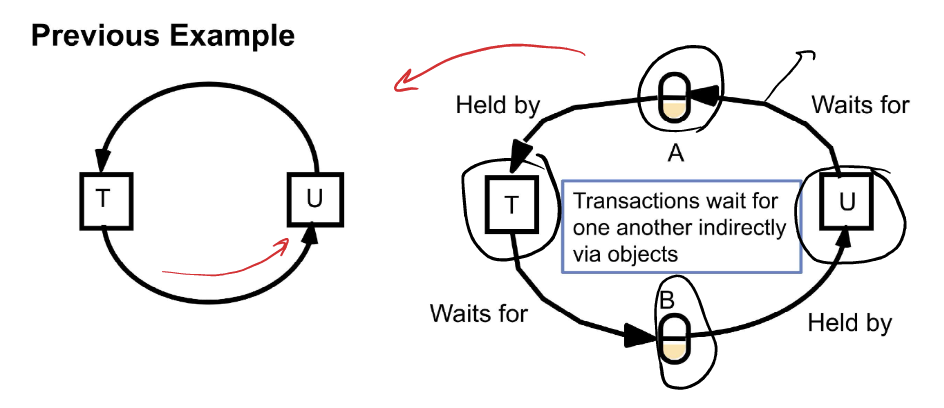 Previous Example
Held by
Waits for
A
T
U
T
Transactions wait for
one another indirectly
via objects
U
Waits for
B
Held by